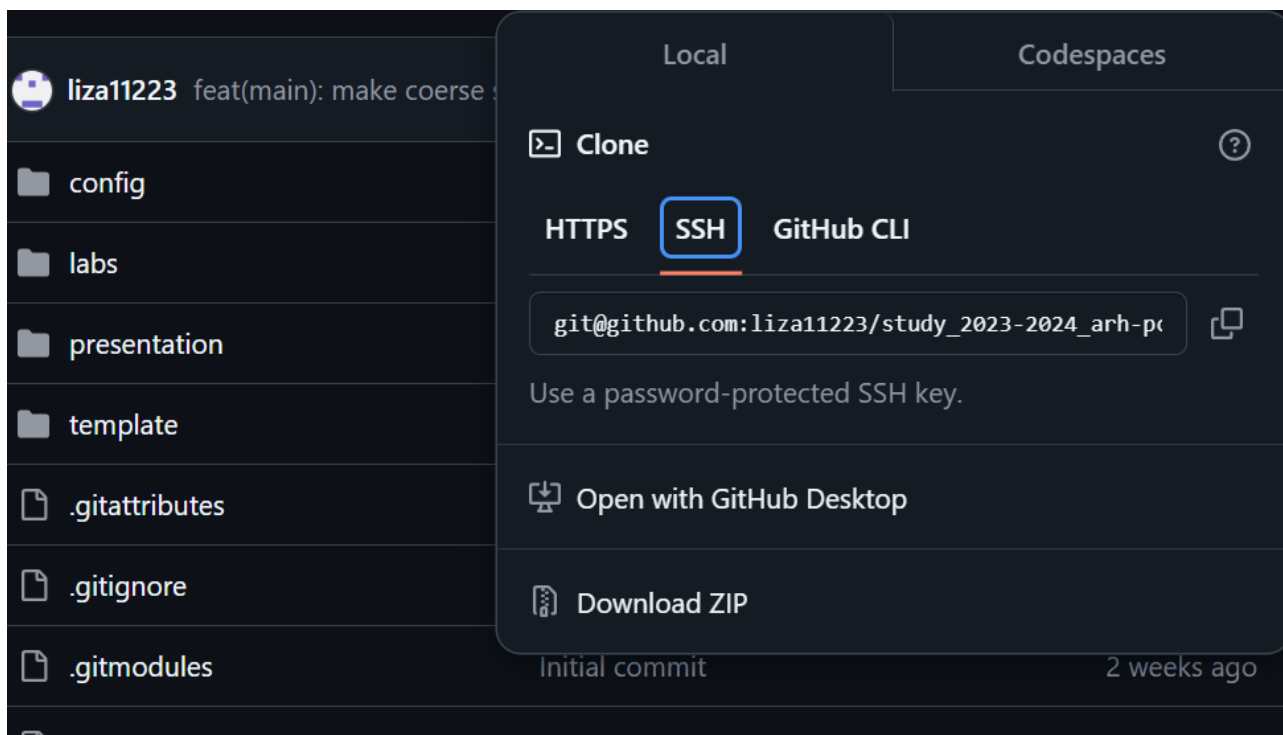 Local
Codespaces
liza11223 feat(main): make coerse
Clone
config
HTTPS SSH GitHub CLI
labs
git@github.com:liza11223/study_2023-2024_arh-pc
presentation
Use a password-protected SSH key.
template
Open with GitHub Desktop
.gitattributes
.gitignore
Download ZIP
.gitmodules Initial commit 2 weeks ago